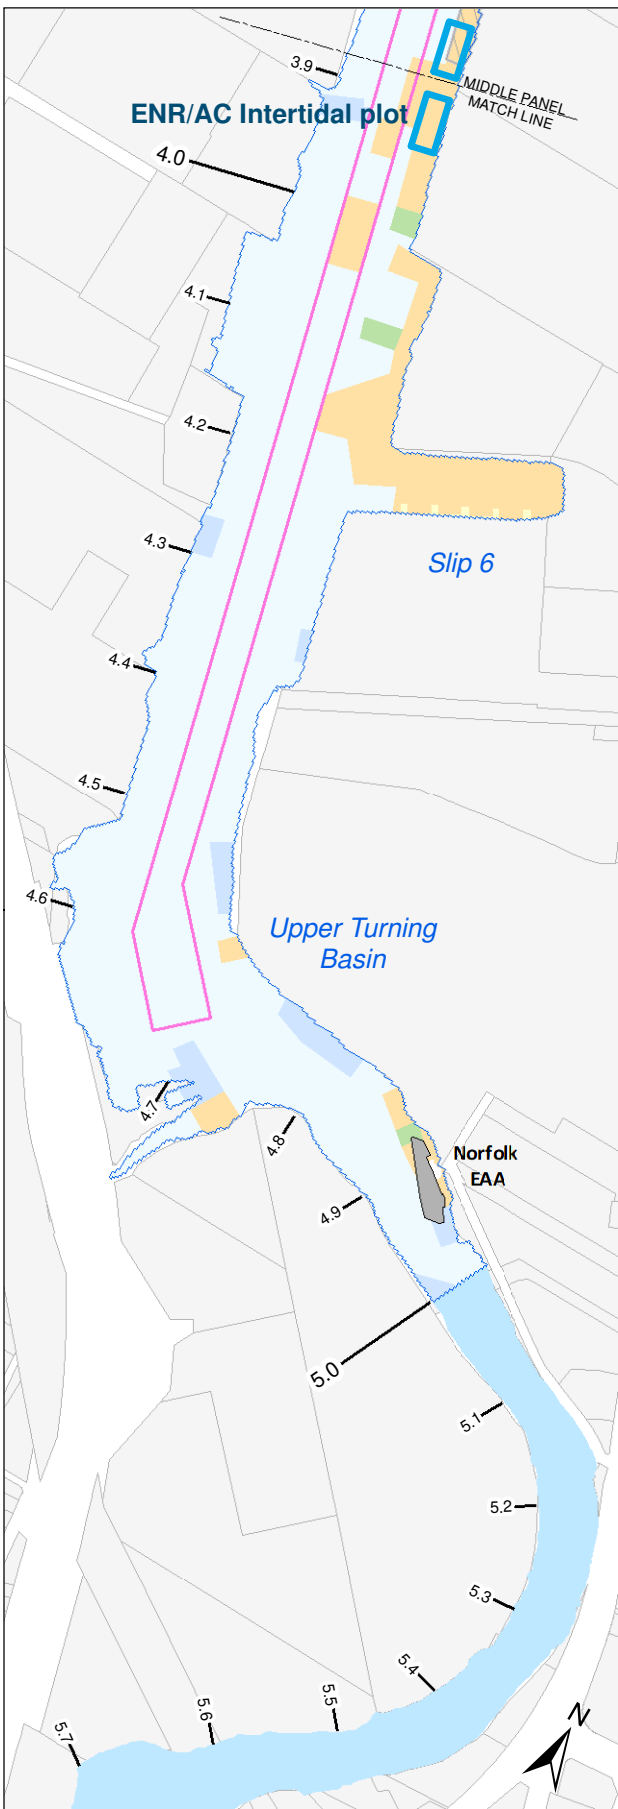 3.9
MIDDLE PANEL
MATCH LINE
ENR/AC Intertidal plot
4.0
4.1
4.2
4.3
Slip 6
4.4
4.5
4.6
Upper Turning
Basin
4.7
4.8
Norfolk
EAA
4.9
5.0
5.1
5.2
5.3
5.4
5.5
5.6
5.7
N